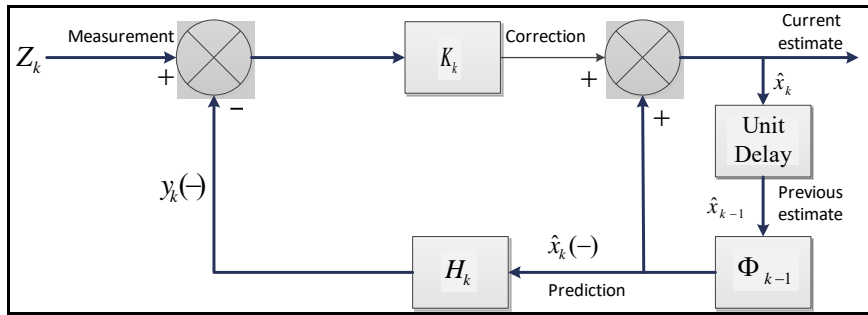 Measurement
Z_k
+
−
K_k
Correction
+
+
Current
estimate
x̂_k
Unit
Delay
Previous
estimate
x̂_{k−1}
y_k(−)
H_k
x̂_k(−)
Prediction
Φ_{k−1}